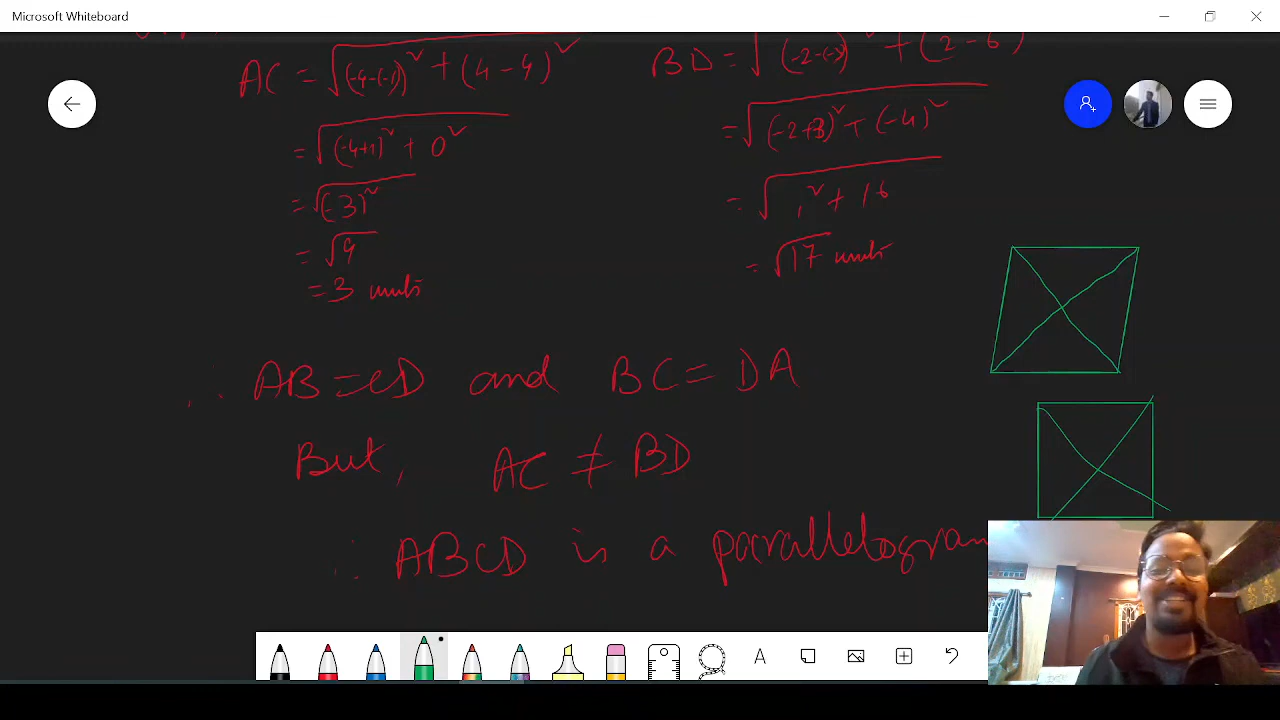 Microsoft Whiteboard
AC = √(-4-(-1))² + (4-4)²
BD = √(-2-(-3))² + (2-6)²
= √(-4+1)² + 0²
= √(-2+3)² + (-4)²
= √(-3)²
= √1² + 16
= √9
= √17 units
= 3 units
∴ AB = CD and BC = DA
But, AC ≠ BD
∴ ABCD is a parallelogram
A